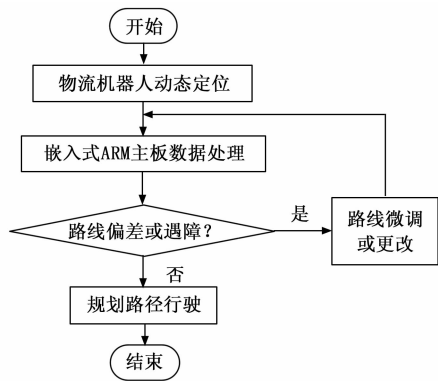 开始
物流机器人动态定位
嵌入式ARM主板数据处理
路线偏差或遇障?
是
路线微调
或更改
否
规划路径行驶
结束